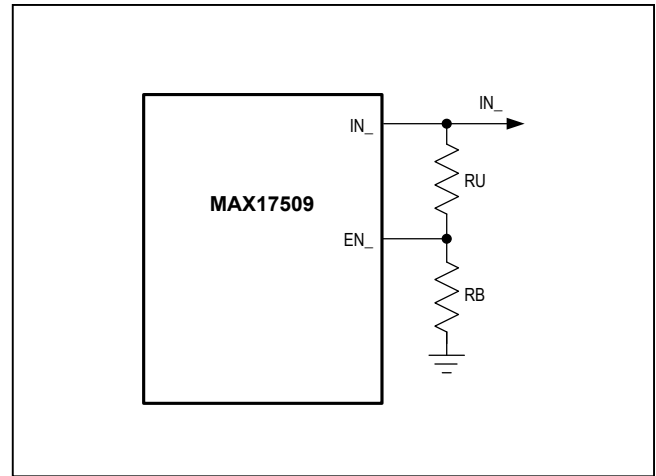 IN_
IN_
RU
MAX17509
EN_
RB